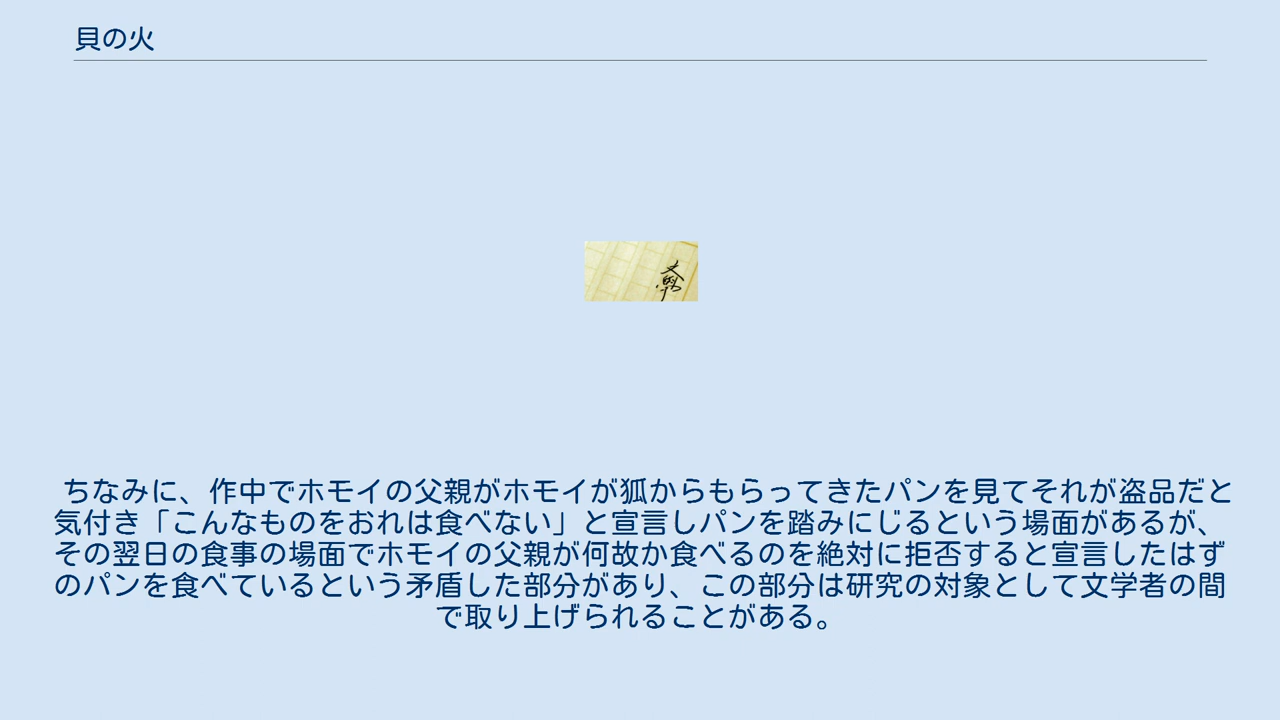 貝の火
ちなみに、作中でホモイの父親がホモイが狐からもらってきたパンを見てそれが盗品だと
気付き「こんなものをおれは食べない」と宣言しパンを踏みにじるという場面があるが、
その翌日の食事の場面でホモイの父親が何故か食べるのを絶対に拒否すると宣言したはず
のパンを食べているという矛盾した部分があり、この部分は研究の対象として文学者の間
で取り上げられることがある。